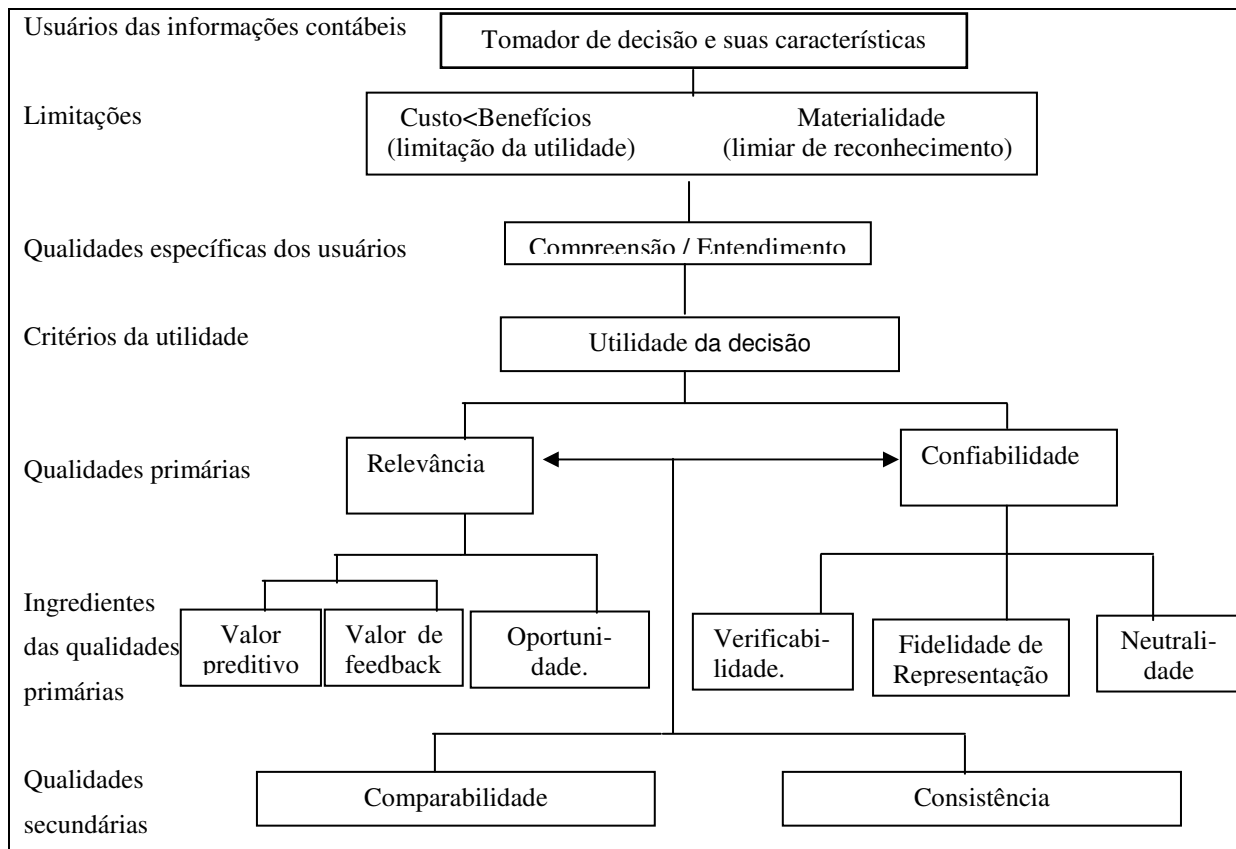 Usuários das informações contábeis
Tomador de decisão e suas características
Limitações
Custo<Benefícios
(limitação da utilidade)
Materialidade
(limiar de reconhecimento)
Qualidades específicas dos usuários
Compreensão / Entendimento
Critérios da utilidade
Utilidade da decisão
Qualidades primárias
Relevância
Confiabilidade
Ingredientes
das qualidades
primárias
Valor
preditivo
Valor de
feedback
Oportuni-
dade.
Verificabi-
lidade.
Fidelidade de
Representação
Neutrali-
dade
Qualidades
secundárias
Comparabilidade
Consistência